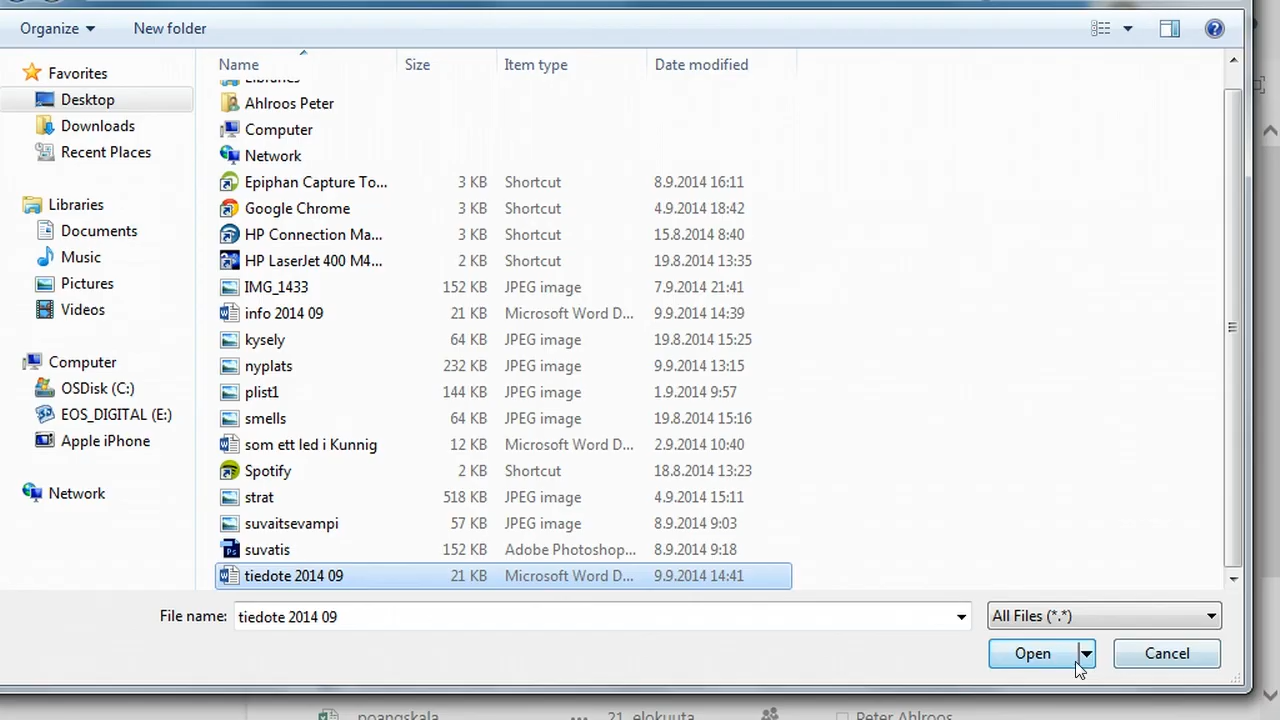 Organize New folder
Name Size Item type Date modified
Favorites
Desktop
Downloads
Recent Places
Libraries
Documents
Music
Pictures
Videos
Computer
OSDisk (C:)
EOS_DIGITAL (E:)
Apple iPhone
Network
Libraries
Ahlroos Peter
Computer
Network
Epiphan Capture To... 3 KB Shortcut 8.9.2014 16:11
Google Chrome 3 KB Shortcut 4.9.2014 18:42
HP Connection Ma... 3 KB Shortcut 15.8.2014 8:40
HP LaserJet 400 M4... 2 KB Shortcut 19.8.2014 13:35
IMG_1433 152 KB JPEG image 7.9.2014 21:41
info 2014 09 21 KB Microsoft Word D... 9.9.2014 14:39
kysely 64 KB JPEG image 19.8.2014 15:25
nyplats 232 KB JPEG image 9.9.2014 13:15
plist1 144 KB JPEG image 1.9.2014 9:57
smells 64 KB JPEG image 19.8.2014 15:16
som ett led i Kunnig 12 KB Microsoft Word D... 2.9.2014 10:40
Spotify 2 KB Shortcut 18.8.2014 13:23
strat 518 KB JPEG image 4.9.2014 15:11
suvaitsevampi 57 KB JPEG image 8.9.2014 9:03
suvatis 152 KB Adobe Photoshop... 8.9.2014 9:18
tiedote 2014 09 21 KB Microsoft Word D... 9.9.2014 14:41
File name: tiedote 2014 09 All Files (*.*)
Open Cancel
poangskala ... 21. elokuuta Peter Ahlroos